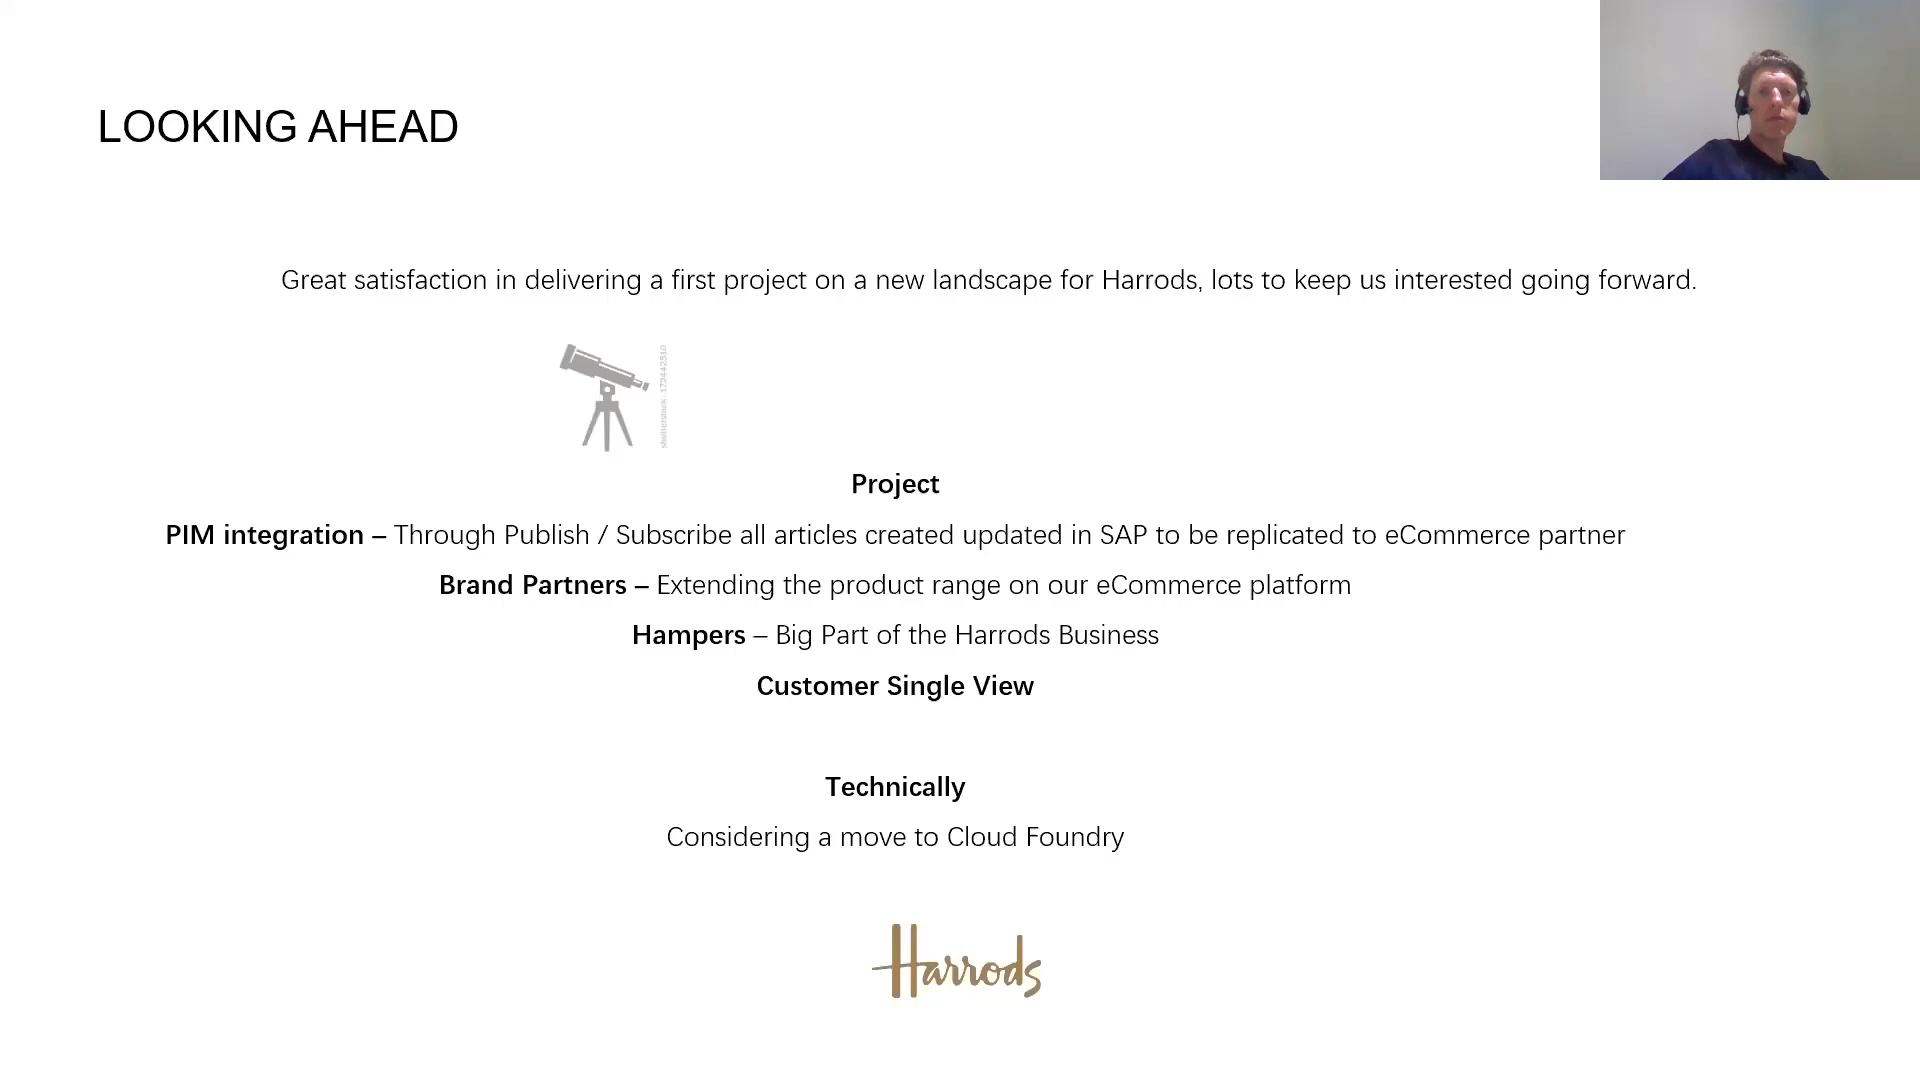 LOOKING AHEAD
Great satisfaction in delivering a first project on a new landscape for Harrods, lots to keep us interested going forward.
shutterstock · 172442510
Project
PIM integration – Through Publish / Subscribe all articles created updated in SAP to be replicated to eCommerce partner
Brand Partners – Extending the product range on our eCommerce platform
Hampers – Big Part of the Harrods Business
Customer Single View
Technically
Considering a move to Cloud Foundry
Harrods